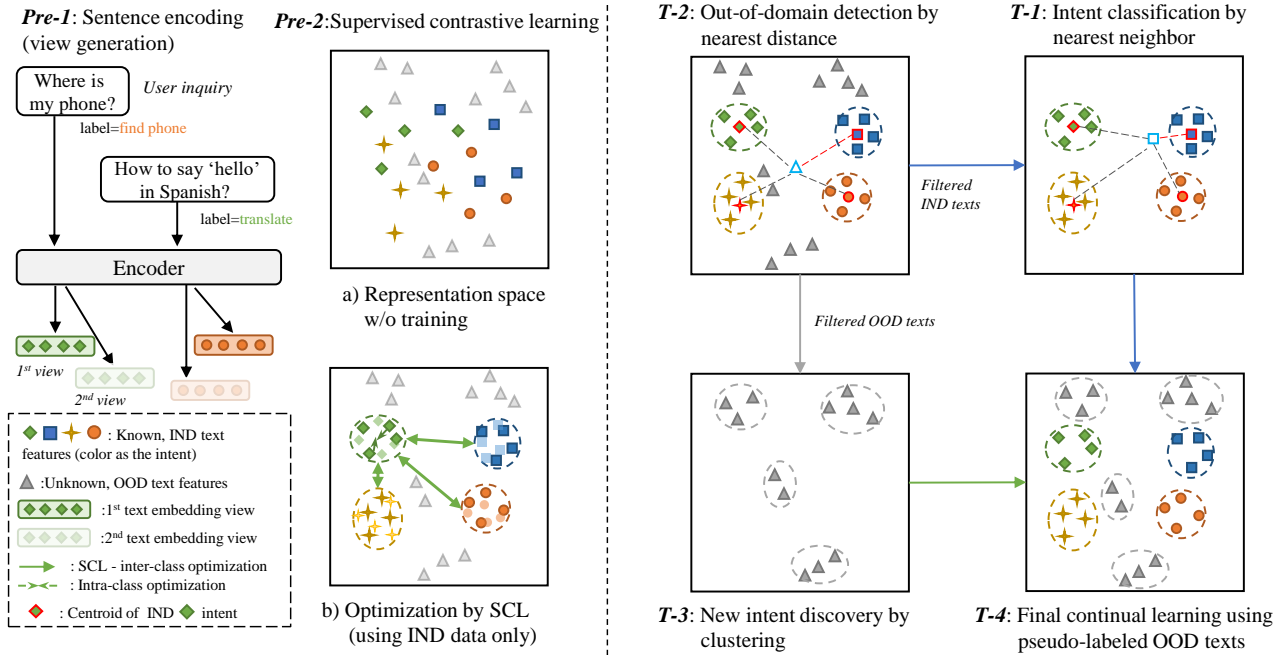 Pre-1: Sentence encoding
(view generation)
Where is
my phone?
User inquiry
label=find phone
How to say ‘hello’
in Spanish?
label=translate
Encoder
1st view
2nd view
: Known, IND text
features (color as the intent)
:Unknown, OOD text features
:1st text embedding view
:2nd text embedding view
: SCL - inter-class optimization
: Intra-class optimization
: Centroid of IND intent
Pre-2:Supervised contrastive learning
a) Representation space
w/o training
b) Optimization by SCL
(using IND data only)
T-2: Out-of-domain detection by
nearest distance
Filtered
IND texts
T-1: Intent classification by
nearest neighbor
Filtered OOD texts
T-3: New intent discovery by
clustering
T-4: Final continual learning using
pseudo-labeled OOD texts